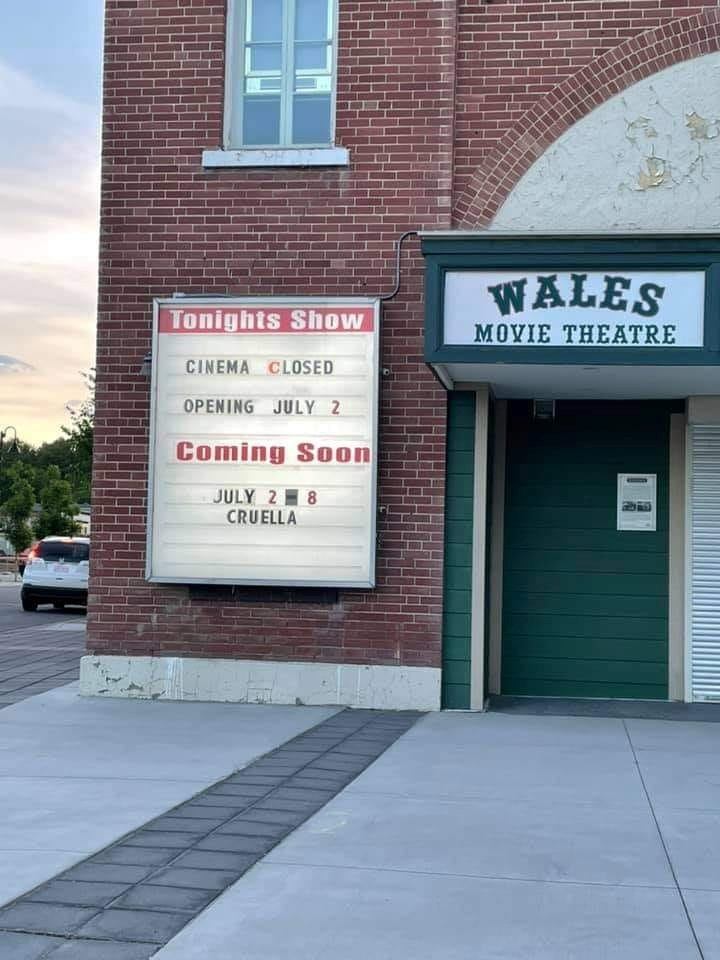 Tonights Show
CINEMA CLOSED
OPENING JULY 2
Coming Soon
JULY 2 - 8
CRUELLA
WALES
MOVIE THEATRE